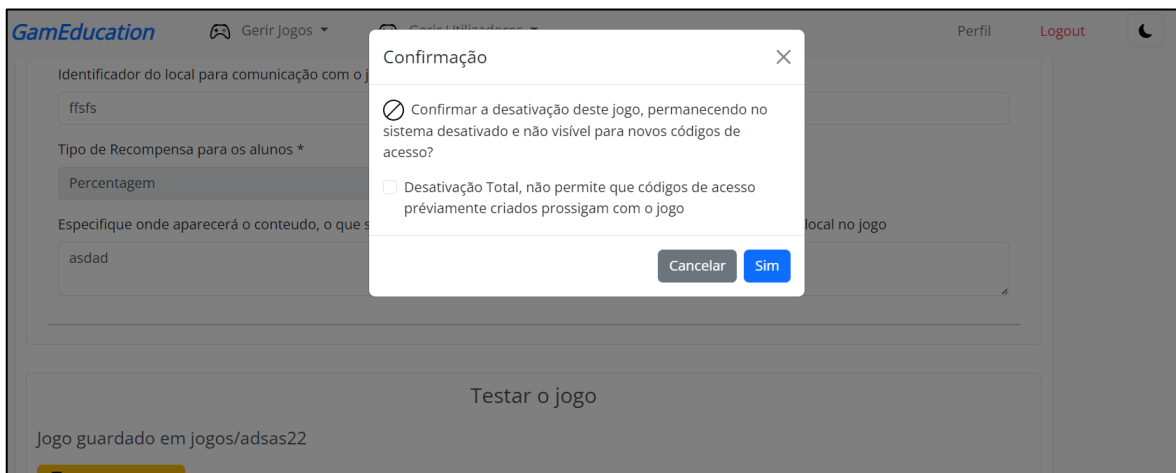 GamEducation Gerir Jogos Gerir Utilizadores Perfil Logout
Confirmação
Identificador do local para comunicação com o j
ffsfs
Confirmar a desativação deste jogo, permanecendo no
sistema desativado e não visível para novos códigos de
acesso?
Tipo de Recompensa para os alunos *
Percentagem
Desativação Total, não permite que códigos de acesso
préviamente criados prossigam com o jogo
Especifique onde aparecerá o conteudo, o que s
local no jogo
asdad
Cancelar Sim
Testar o jogo
Jogo guardado em jogos/adsas22